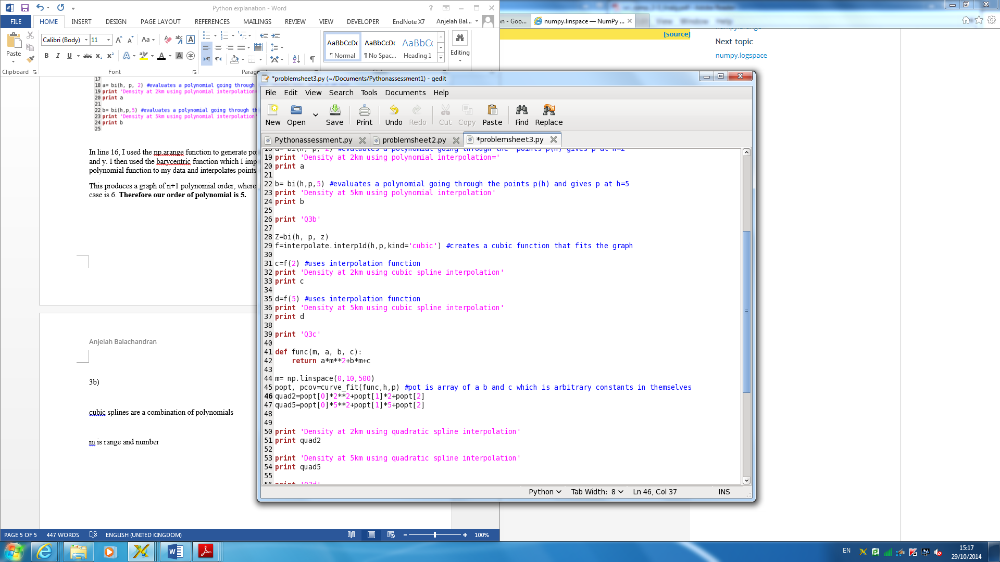 Python explanation - Word
FILE HOME INSERT DESIGN PAGE LAYOUT REFERENCES MAILINGS REVIEW VIEW DEVELOPER EndNote X7 Anjelah Bal...
Paste
Calibri (Body) 11
Clipboard Font
AaBbCcDc AaBbCcDc AaBbCc
¶ Normal ¶ No Spac... Heading 1
Editing
17
18 a= bi(h, p, 2) #evaluates a polynomial going through
19 print 'Density at 2km using polynomial interpolation=
20 print a
21
22 b= bi(h,p,5) #evaluates a polynomial going through th
23 print 'Density at 5km using polynomial interpolation'
24 print b
25
In line 16, I used the np.arange function to generate po
and y. I then used the barycentric function which I imp
polynomial function to my data and interpolates points
This produces a graph of n+1 polynomial order, where
case is 6. Therefore our order of polynomial is 5.
Anjelah Balachandran
3b)
cubic splines are a combination of polynomials
m is range and number
PAGE 5 OF 5 447 WORDS ENGLISH (UNITED KINGDOM) 100%
on - Goo... numpy.linspace — NumPy ...
[source]
Next topic
numpy.logspace
*problemsheet3.py (~/Documents/Pythonassessment1) - gedit
File Edit View Search Tools Documents Help
New Open Save Print Undo Redo Cut Copy Paste Find Replace
Pythonassessment.py problemsheet2.py *problemsheet3.py
18 a= bi(h, p, 2) #evaluates a polynomial going through the points p(h) gives p at h=2
19 print 'Density at 2km using polynomial interpolation='
20 print a
21
22 b= bi(h,p,5) #evaluates a polynomial going through the points p(h) and gives p at h=5
23 print 'Density at 5km using polynomial interpolation'
24 print b
25
26 print 'Q3b'
27
28 Z=bi(h, p, z)
29 f=interpolate.interp1d(h,p,kind='cubic') #creates a cubic function that fits the graph
30
31 c=f(2) #uses interpolation function
32 print 'Density at 2km using cubic spline interpolation'
33 print c
34
35 d=f(5) #uses interpolation function
36 print 'Density at 5km using cubic spline interpolation'
37 print d
38
39 print 'Q3c'
40
41 def func(m, a, b, c):
42 return a*m**2+b*m+c
43
44 m= np.linspace(0,10,500)
45 popt, pcov=curve_fit(func,h,p) #pot is array of a b and c which is arbitrary constants in themselves
46 quad2=popt[0]*2**2+popt[1]*2+popt[2]
47 quad5=popt[0]*5**2+popt[1]*5+popt[2]
48
49
50 print 'Density at 2km using quadratic spline interpolation'
51 print quad2
52
53 print 'Density at 5km using quadratic spline interpolation'
54 print quad5
55
56 print 'Q3d'
Python Tab Width: 8 Ln 46, Col 37 INS
EN
15:17
29/10/2014